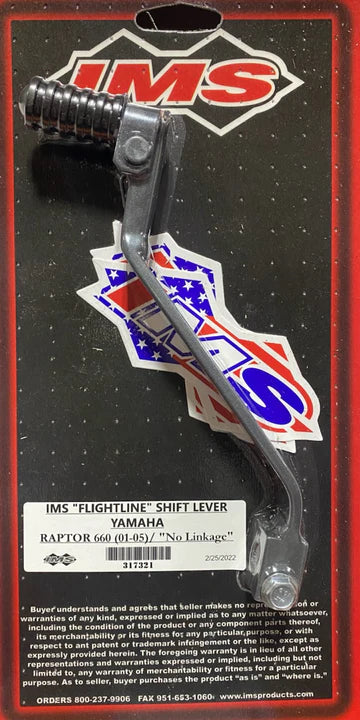 IMS
IMS
IMS "FLIGHTLINE" SHIFT LEVER
YAMAHA
RAPTOR 660 (01-05)/ "No Linkage"
IMS
317321
2/25/2022
Buyer understands and agrees that seller makes no representation or
warranties of any kind, expressed or implied as to any matter whatsoever,
including the condition of the product or any component parts thereof,
its merchantability or its fitness for any particular purpose, or with
respect to ant patent or trademark infringement or the like, except as
expressly provided herein. The foregoing warranty is in lieu of all other
representations and warranties expressed or implied, including but not
limited to, any warranty of merchantability or fitness for a particular
purpose. As to seller, buyer purchases the product "as is" and "where is."
ORDERS 800-237-9906 FAX 951-653-1060 www.imsproducts.com